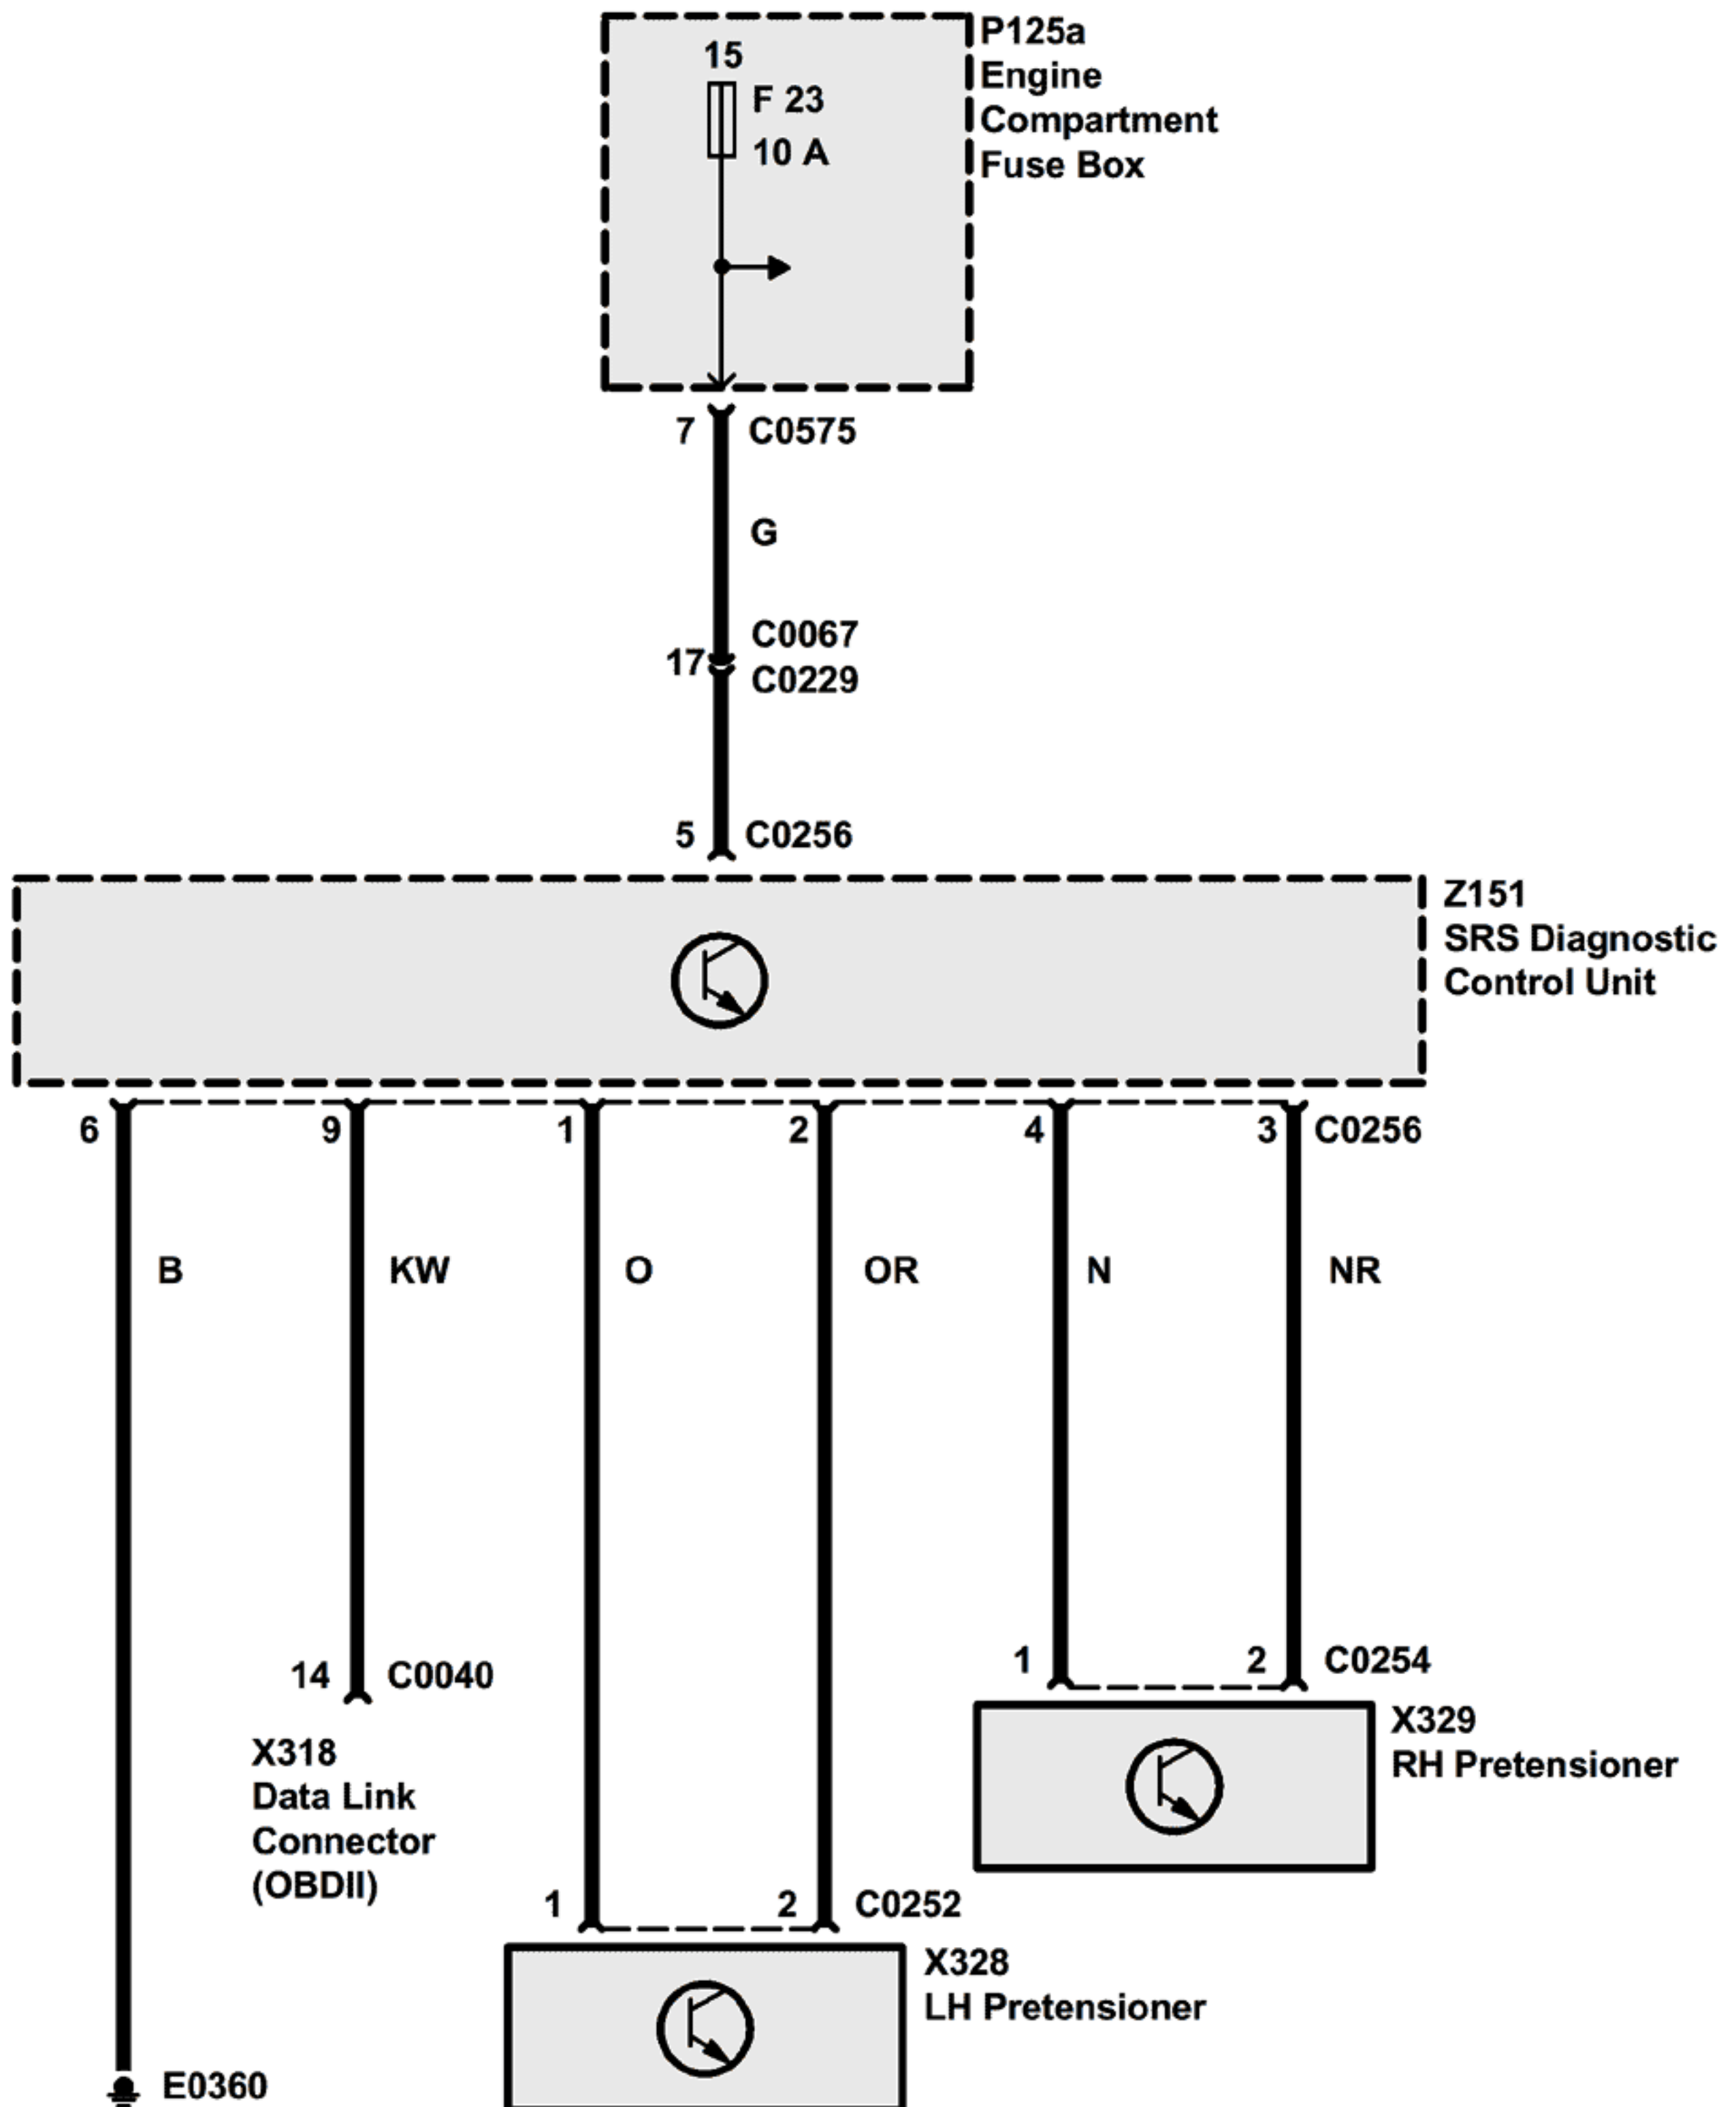 P125a
Engine
Compartment
Fuse Box
15
F 23
10 A
7 C0575
G
C0067
17
C0229
5 C0256
Z151
SRS Diagnostic
Control Unit
6 9 1 2 4 3 C0256
B KW O OR N NR
1 2 C0254
14 C0040
X329
RH Pretensioner
X318
Data Link
Connector
(OBDII)
1 2 C0252
X328
LH Pretensioner
E0360